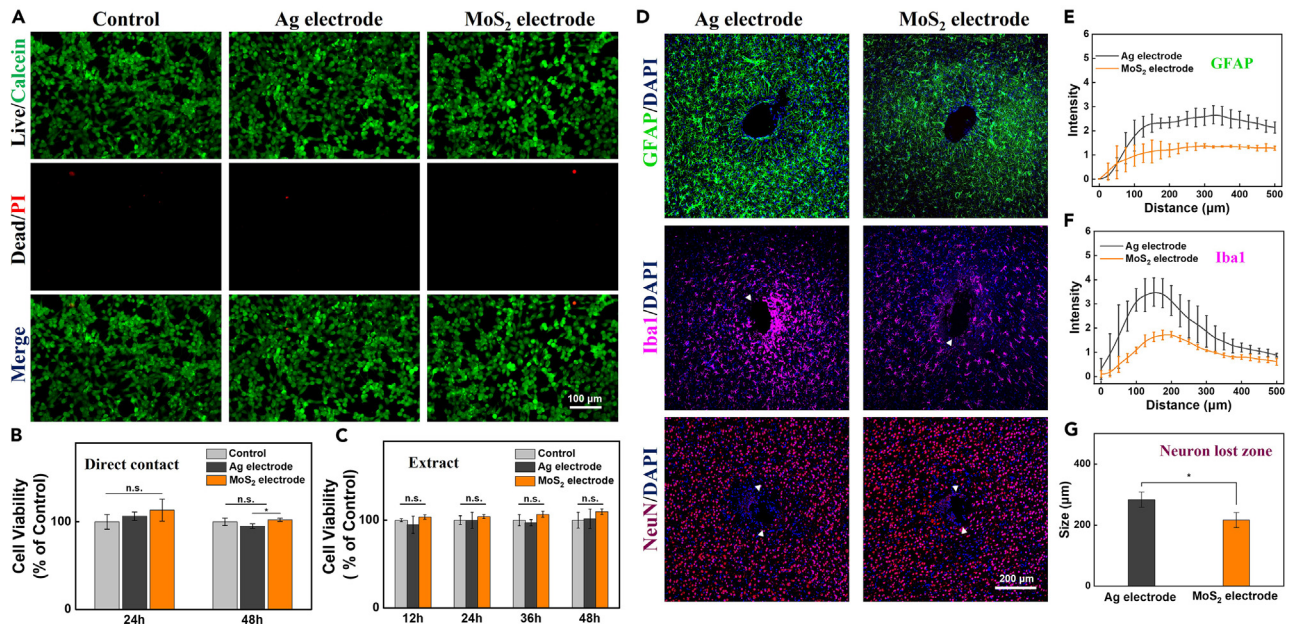 A
Control
Ag electrode
MoS₂ electrode
Live/Calcein
Dead/PI
Merge
100 µm
B
Direct contact
Control
Ag electrode
MoS₂ electrode
n.s.
n.s.
*
Cell Viability
(% of Control)
100
0
24h
48h
C
Extract
Control
Ag electrode
MoS₂ electrode
n.s.
n.s.
n.s.
n.s.
Cell Viability
( % of Control)
100
0
12h
24h
36h
48h
D
Ag electrode
MoS₂ electrode
GFAP/DAPI
Iba1/DAPI
NeuN/DAPI
200 µm
E
Ag electrode
MoS₂ electrode
GFAP
Intensity
6
5
4
3
2
1
0
0 100 200 300 400 500
Distance (µm)
F
Ag electrode
MoS₂ electrode
Iba1
Intensity
6
5
4
3
2
1
0
0 100 200 300 400 500
Distance (µm)
G
Neuron lost zone
*
Size (µm)
400
200
0
Ag electrode
MoS₂ electrode